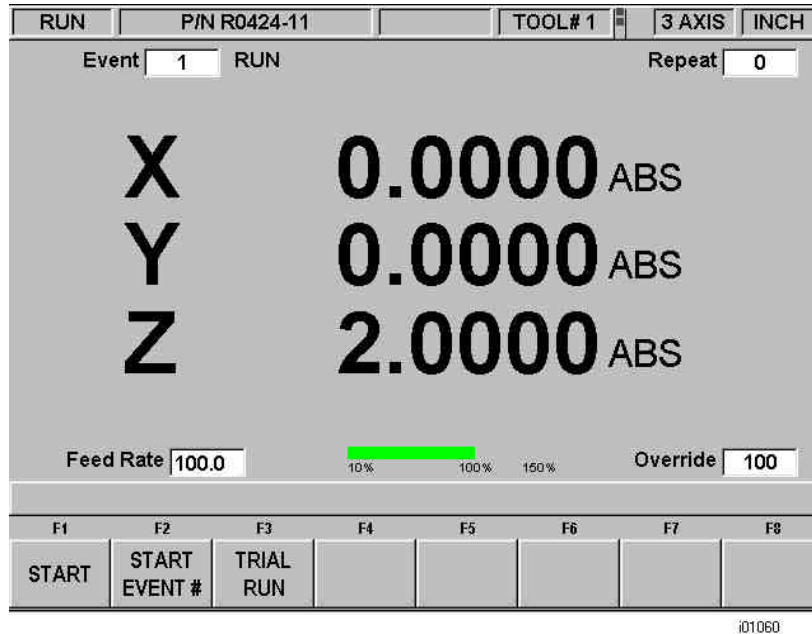 RUN P/N R0424-11 TOOL# 1 3 AXIS INCH
Event 1 RUN Repeat 0
X 0.0000 ABS
Y 0.0000 ABS
Z 2.0000 ABS
Feed Rate 100.0 10% 100% 150% Override 100
F1 F2 F3 F4 F5 F6 F7 F8
START START EVENT # TRIAL RUN
i01060